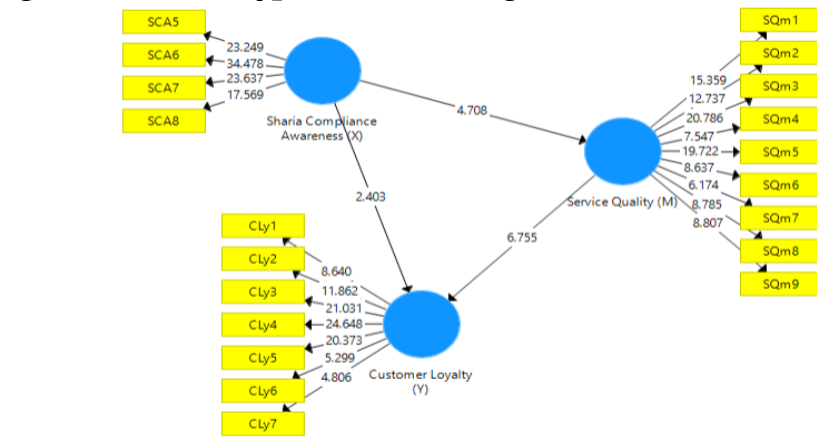 SCA5
SCA6
SCA7
SCA8
23.249
34.478
23.637
17.569
Sharia Compliance
Awareness (X)
4.708
2.403
6.755
SQm1
SQm2
SQm3
SQm4
SQm5
SQm6
SQm7
SQm8
SQm9
15.359
12.737
20.786
7.547
19.722
8.637
6.174
8.785
8.807
Service Quality (M)
CLy1
CLy2
CLy3
CLy4
CLy5
CLy6
CLy7
8.640
11.862
21.031
24.648
20.373
5.299
4.806
Customer Loyalty
(Y)